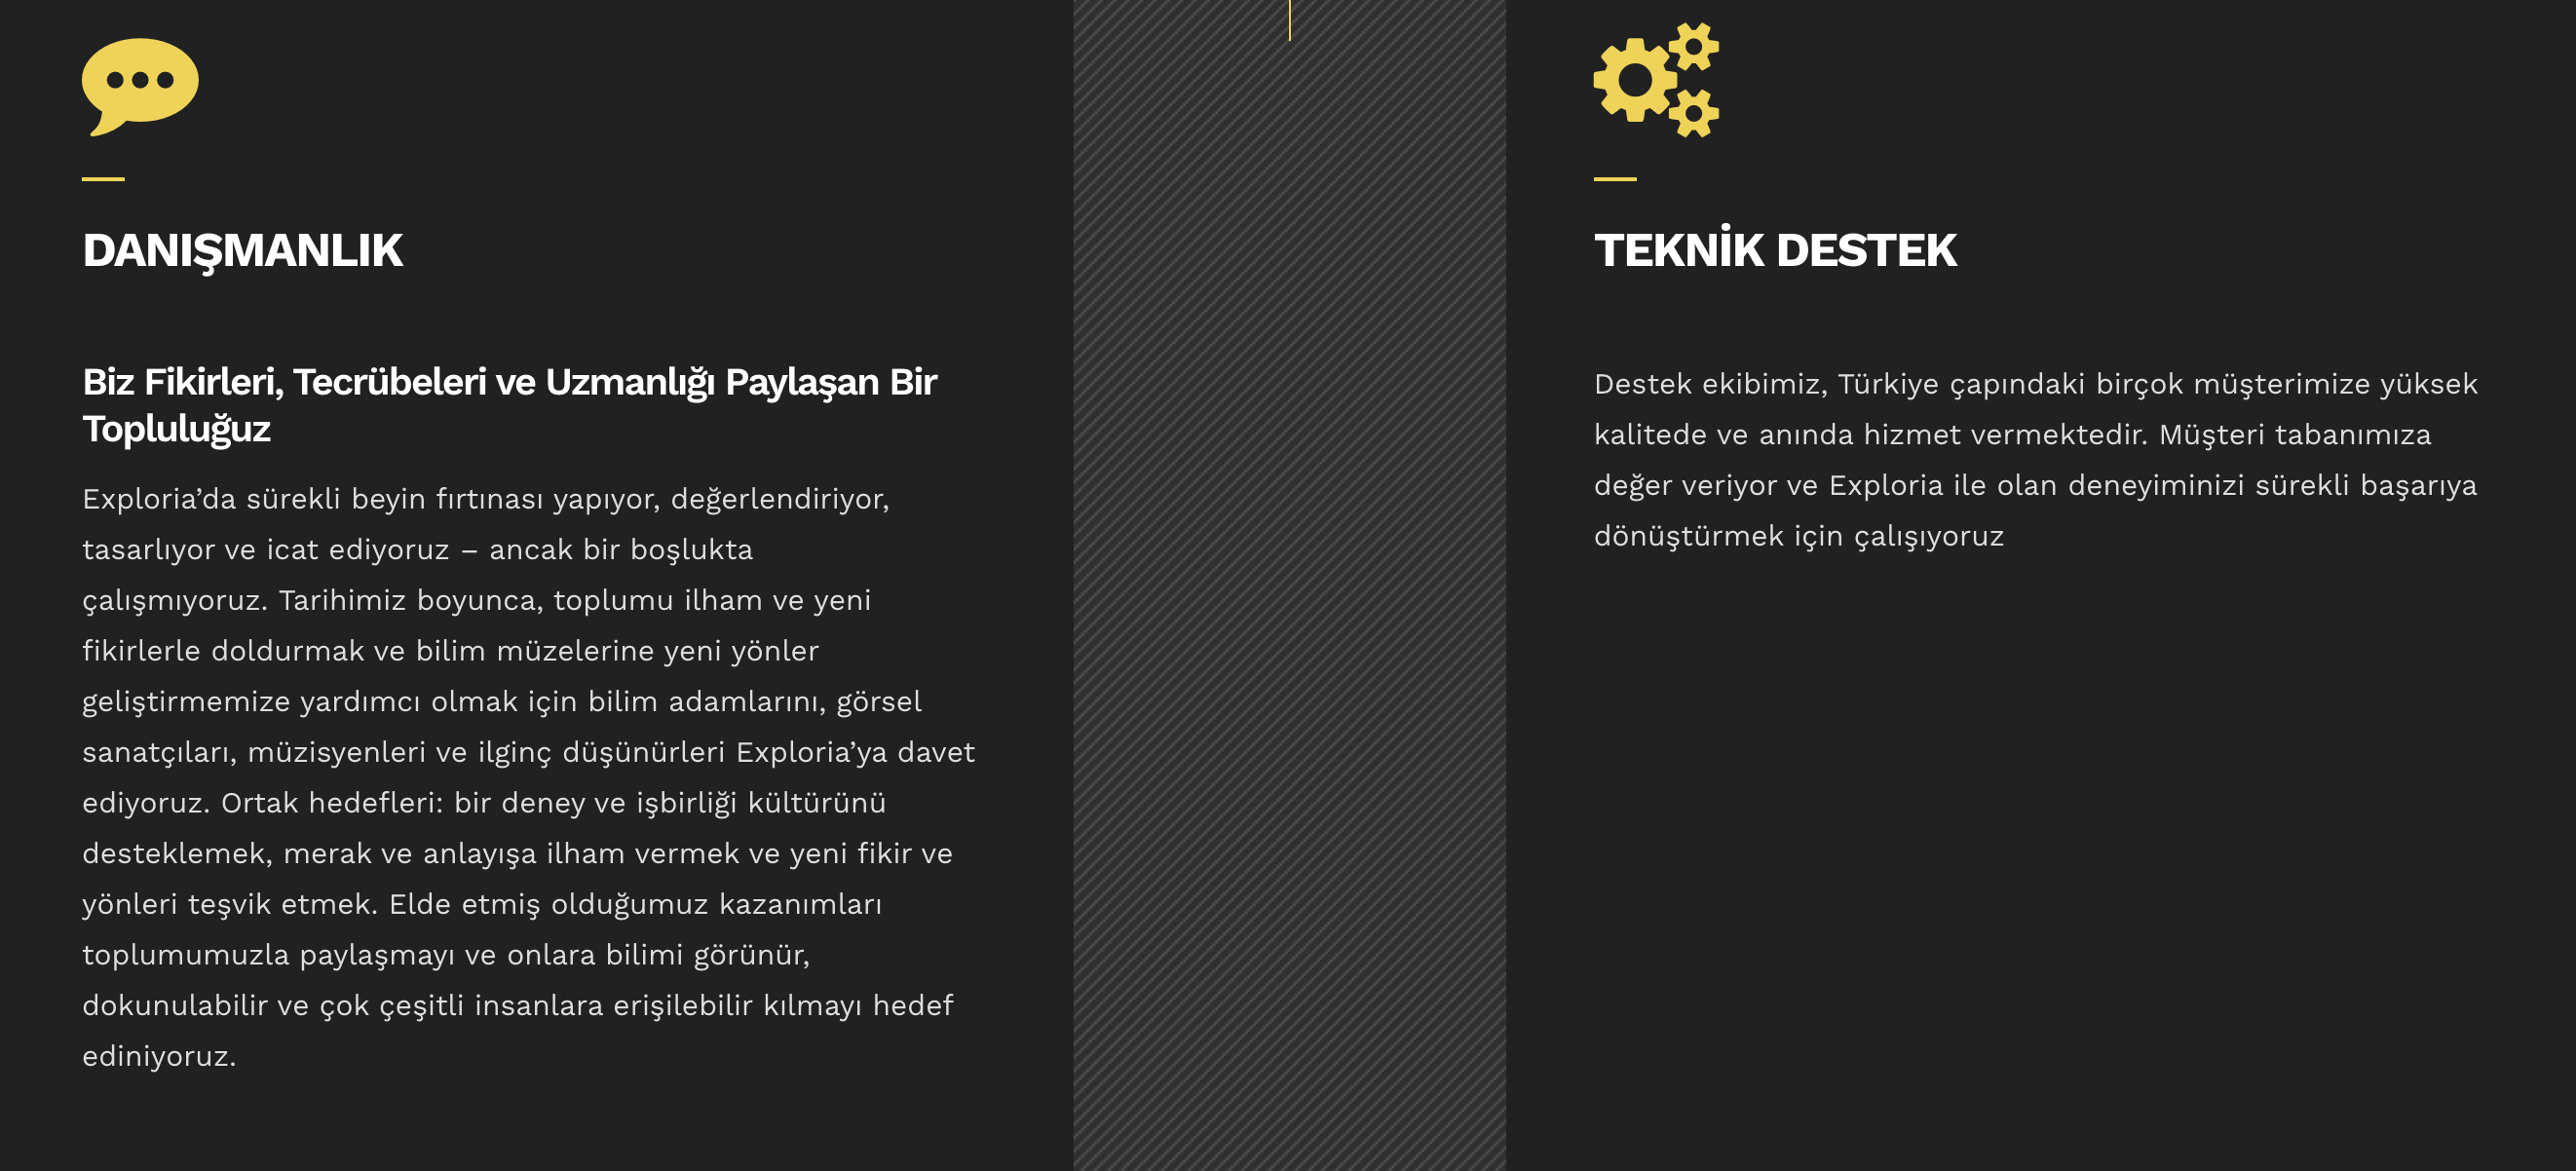 DANIŞMANLIK
Biz Fikirleri, Tecrübeleri ve Uzmanlığı Paylaşan Bir
Topluluğuz
Exploria’da sürekli beyin fırtınası yapıyor, değerlendiriyor,
tasarlıyor ve icat ediyoruz – ancak bir boşlukta
çalışmıyoruz. Tarihimiz boyunca, toplumu ilham ve yeni
fikirlerle doldurmak ve bilim müzelerine yeni yönler
geliştirmemize yardımcı olmak için bilim adamlarını, görsel
sanatçıları, müzisyenleri ve ilginç düşünürleri Exploria’ya davet
ediyoruz. Ortak hedefleri: bir deney ve işbirliği kültürünü
desteklemek, merak ve anlayışa ilham vermek ve yeni fikir ve
yönleri teşvik etmek. Elde etmiş olduğumuz kazanımları
toplumumuzla paylaşmayı ve onlara bilimi görünür,
dokunulabilir ve çok çeşitli insanlara erişilebilir kılmayı hedef
ediniyoruz.
TEKNİK DESTEK
Destek ekibimiz, Türkiye çapındaki birçok müşterimize yüksek
kalitede ve anında hizmet vermektedir. Müşteri tabanımıza
değer veriyor ve Exploria ile olan deneyiminizi sürekli başarıya
dönüştürmek için çalışıyoruz